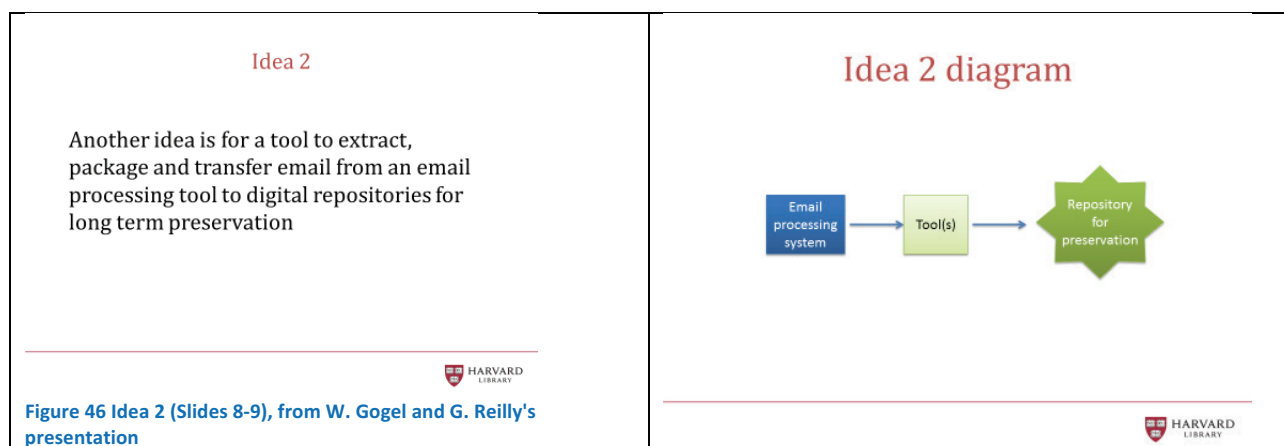 Idea 2
Another idea is for a tool to extract,
package and transfer email from an email
processing tool to digital repositories for
long term preservation
HARVARD
LIBRARY
Figure 46 Idea 2 (Slides 8-9), from W. Gogel and G. Reilly's
presentation
Idea 2 diagram
Email
processing
system
Tool(s)
Repository
for
preservation
HARVARD
LIBRARY